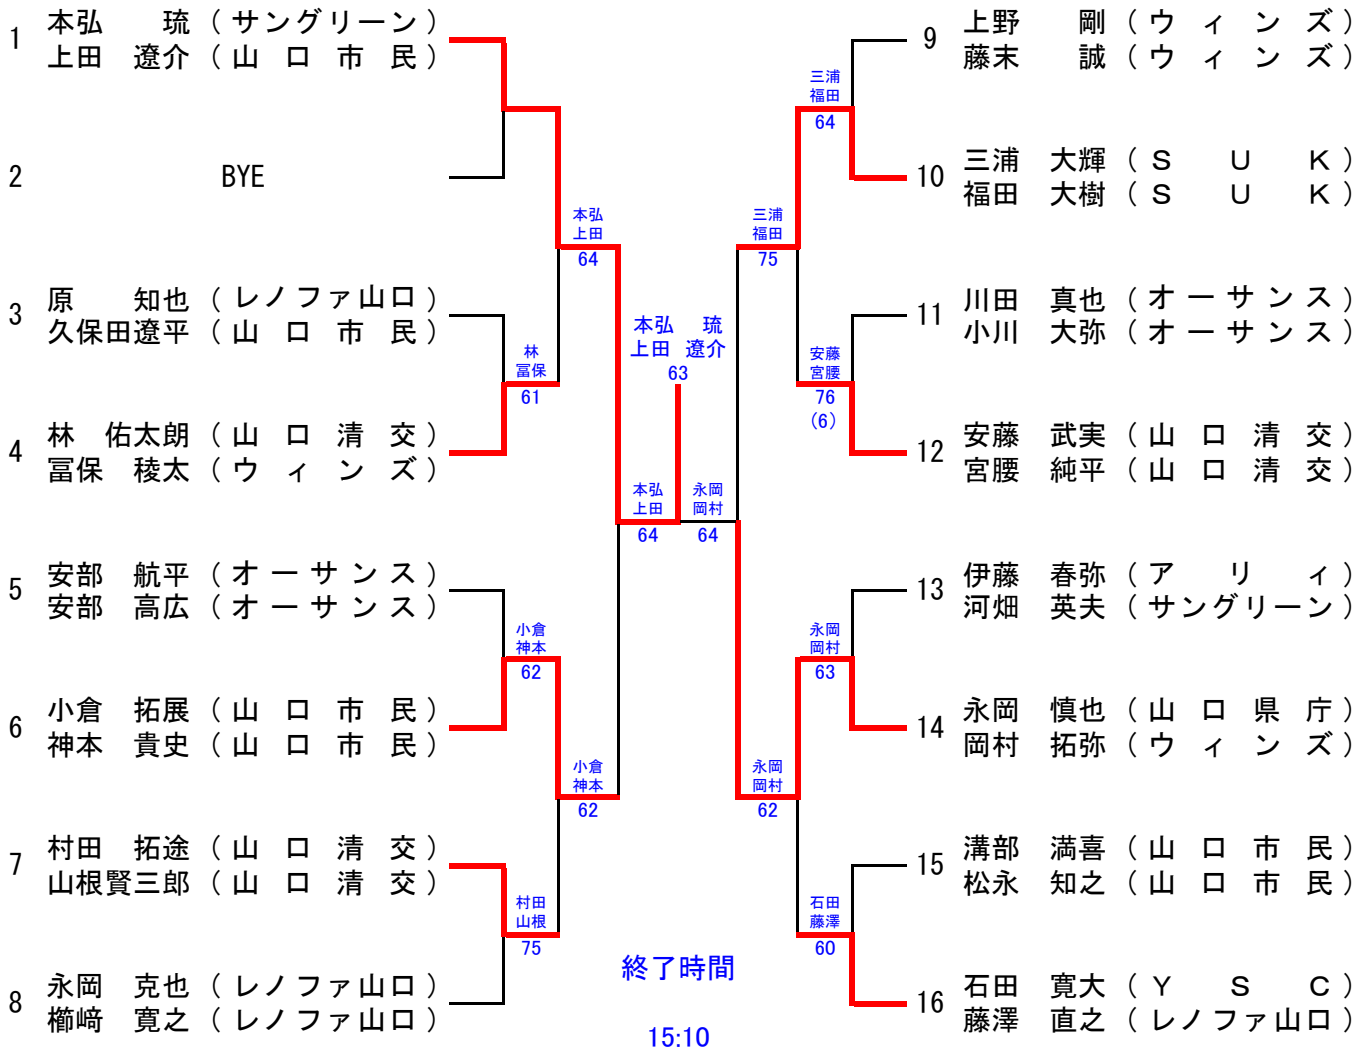 1 本弘 琉 (サングリーン)
上田 遼介 (山口市民)
2 BYE
3 原 知也 (レノファ山口)
久保田遼平 (山口市民)
4 林 佑太朗 (山口清交)
冨保 稜太 (ウィンズ)
5 安部 航平 (オーサンス)
安部 高広 (オーサンス)
6 小倉 拓展 (山口市民)
神本 貴史 (山口市民)
7 村田 拓途 (山口清交)
山根賢三郎 (山口清交)
8 永岡 克也 (レノファ山口)
櫛﨑 寛之 (レノファ山口)
林
冨保
61
小倉
神本
62
村田
山根
75
本弘
上田
64
小倉
神本
62
本弘
上田
64
本弘 琉
上田 遼介
63
永岡
岡村
64
三浦
福田
75
永岡
岡村
62
三浦
福田
64
安藤
宮腰
76
(6)
永岡
岡村
63
石田
藤澤
60
9 上野 剛 (ウィンズ)
藤末 誠 (ウィンズ)
10 三浦 大輝 (SUK)
福田 大樹 (SUK)
11 川田 真也 (オーサンス)
小川 大弥 (オーサンス)
12 安藤 武実 (山口清交)
宮腰 純平 (山口清交)
13 伊藤 春弥 (アリィ)
河畑 英夫 (サングリーン)
14 永岡 慎也 (山口県庁)
岡村 拓弥 (ウィンズ)
15 溝部 満喜 (山口市民)
松永 知之 (山口市民)
16 石田 寛大 (YSC)
藤澤 直之 (レノファ山口)
終了時間
15:10